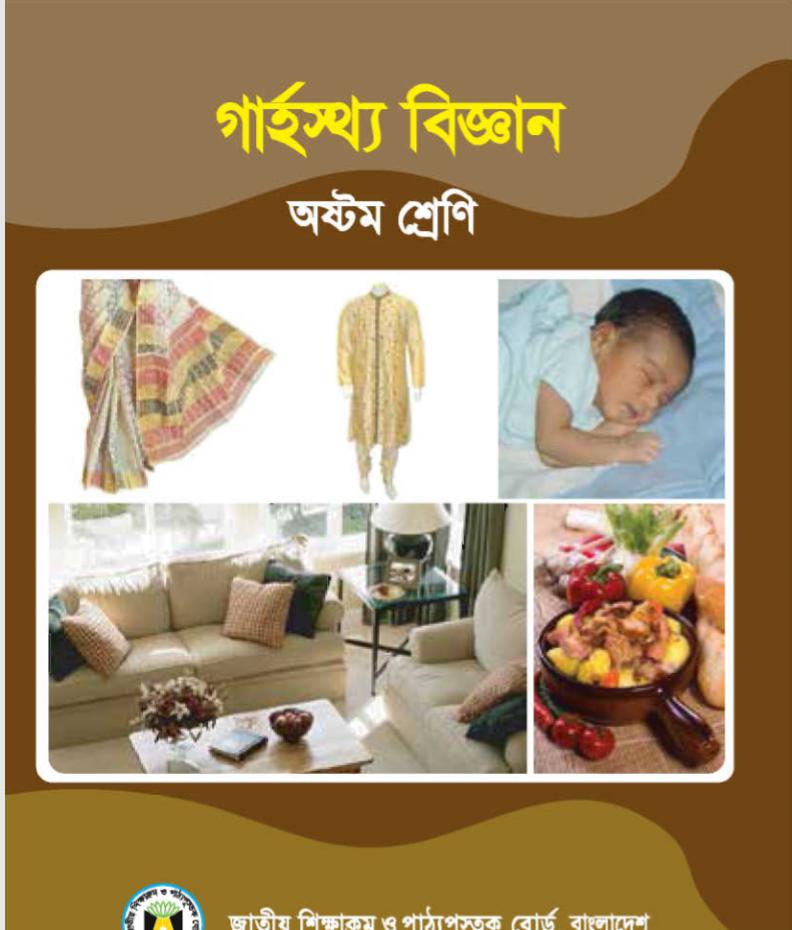 গার্হস্থ্য বিজ্ঞান
অষ্টম শ্রেণি
জাতীয় শিক্ষাক্রম ও পাঠ্যপুস্তক বোর্ড, বাংলাদেশ